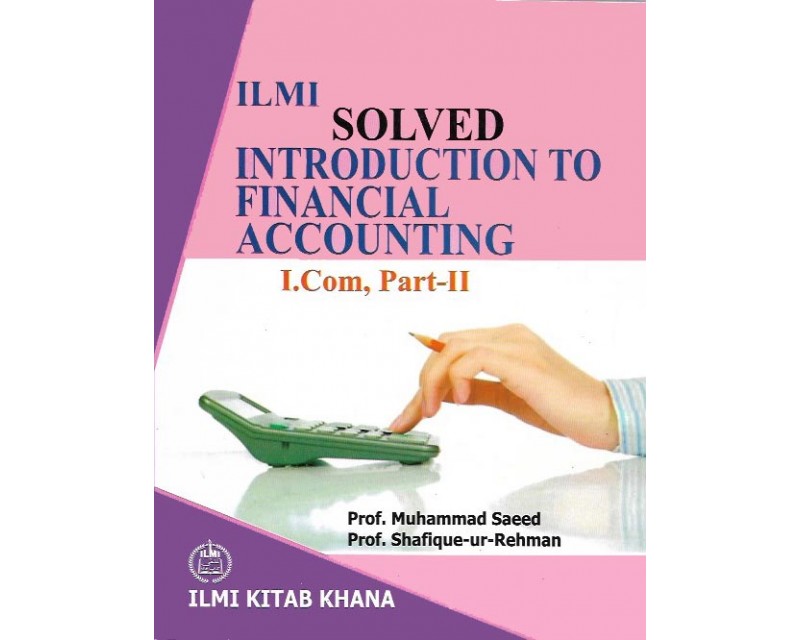 ILMI
SOLVED
INTRODUCTION TO
FINANCIAL
ACCOUNTING
I.Com, Part-II
Prof. Muhammad Saeed
Prof. Shafique-ur-Rehman
ILMI
ILMI KITAB KHANA